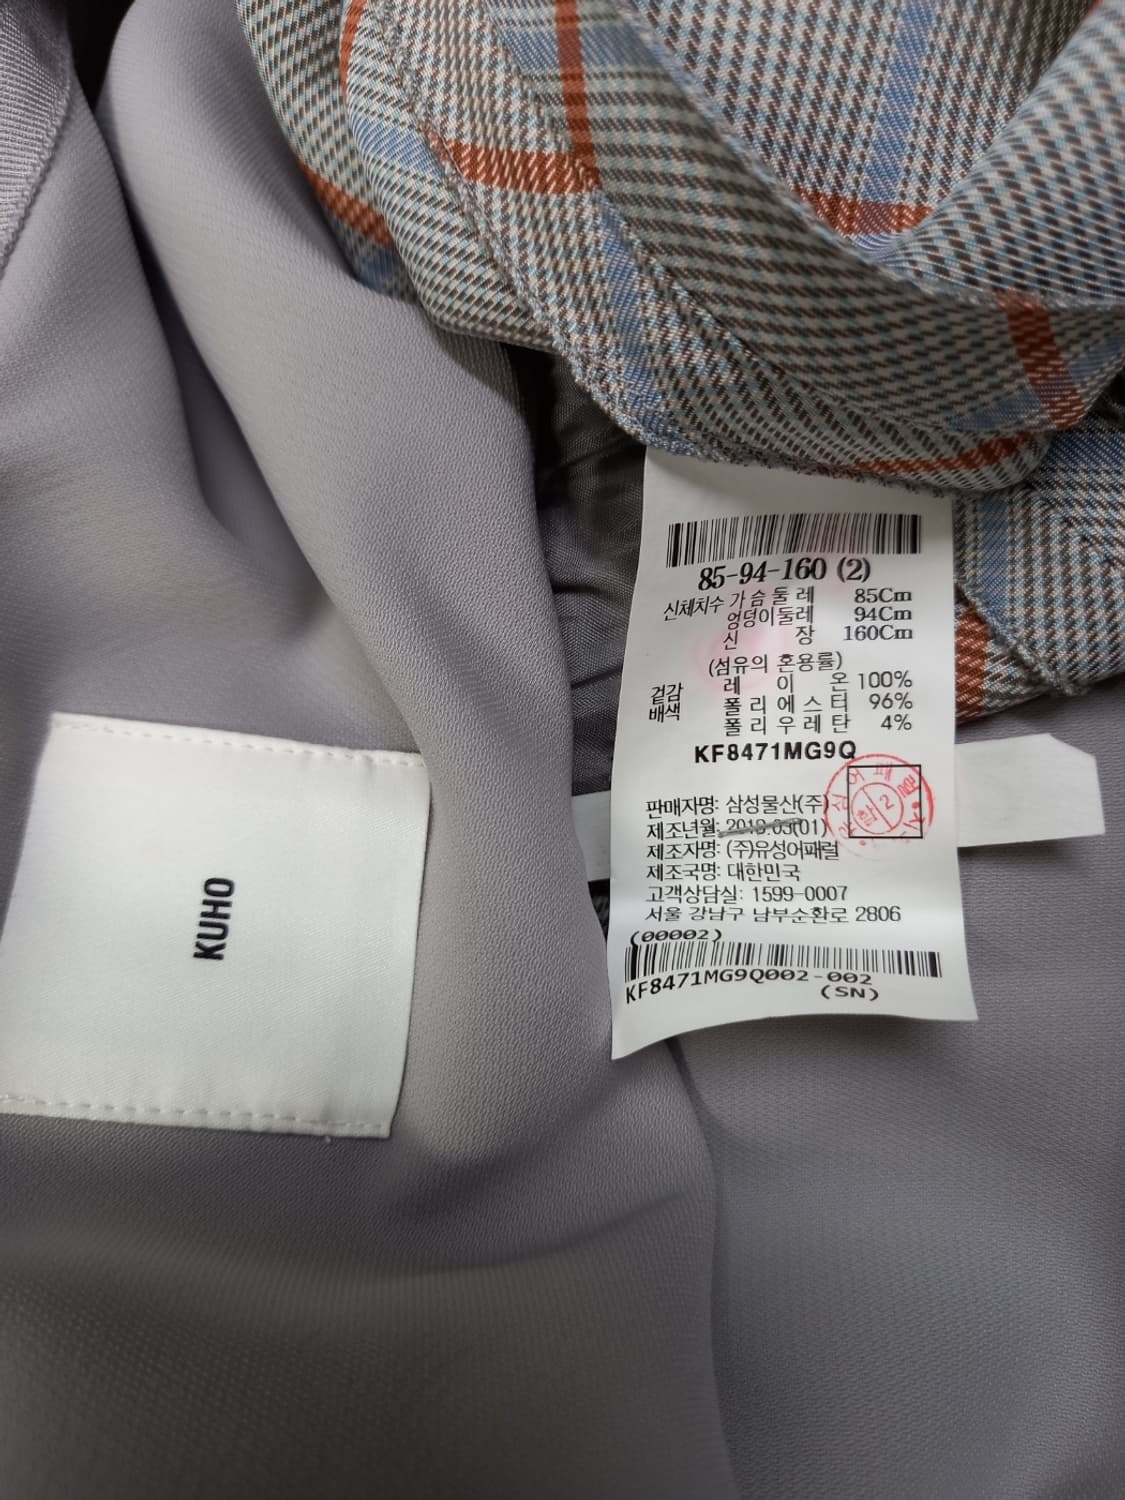 KUHO
85-94-160 (2)
신체치수 가슴둘레 85Cm
엉덩이둘레 94Cm
신 장 160Cm
(섬유의 혼용률)
겉감 레 이 온 100%
배색 폴리에스터 96%
폴리우레탄 4%
KF8471MG9Q
판매자명: 삼성물산(주)
제조년월: 2018.03(01)
제조자명: (주)유성어패럴
제조국명: 대한민국
고객상담실: 1599-0007
서울 강남구 남부순환로 2806
(00002)
KF8471MG9Q002-002
(SN)